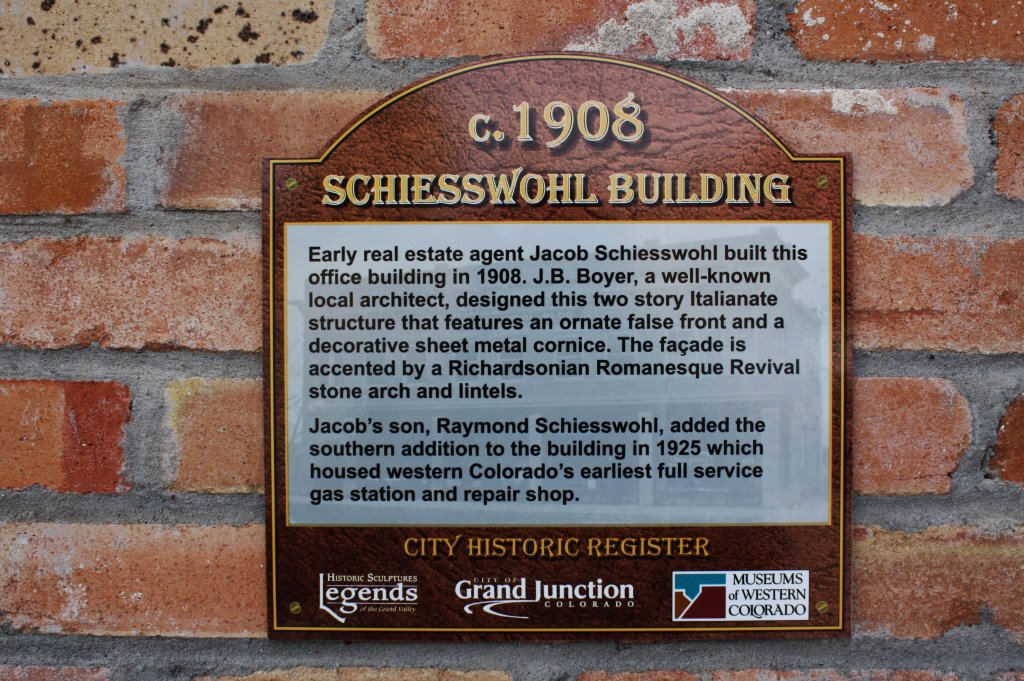 c. 1908
SCHIESSWOHL BUILDING
Early real estate agent Jacob Schiesswohl built this
office building in 1908. J.B. Boyer, a well-known
local architect, designed this two story Italianate
structure that features an ornate false front and a
decorative sheet metal cornice. The façade is
accented by a Richardsonian Romanesque Revival
stone arch and lintels.
Jacob's son, Raymond Schiesswohl, added the
southern addition to the building in 1925 which
housed western Colorado's earliest full service
gas station and repair shop.
CITY HISTORIC REGISTER
HISTORIC SCULPTURES
Legends
of the Grand Valley
CITY OF
Grand Junction
COLORADO
MUSEUMS
of WESTERN
COLORADO